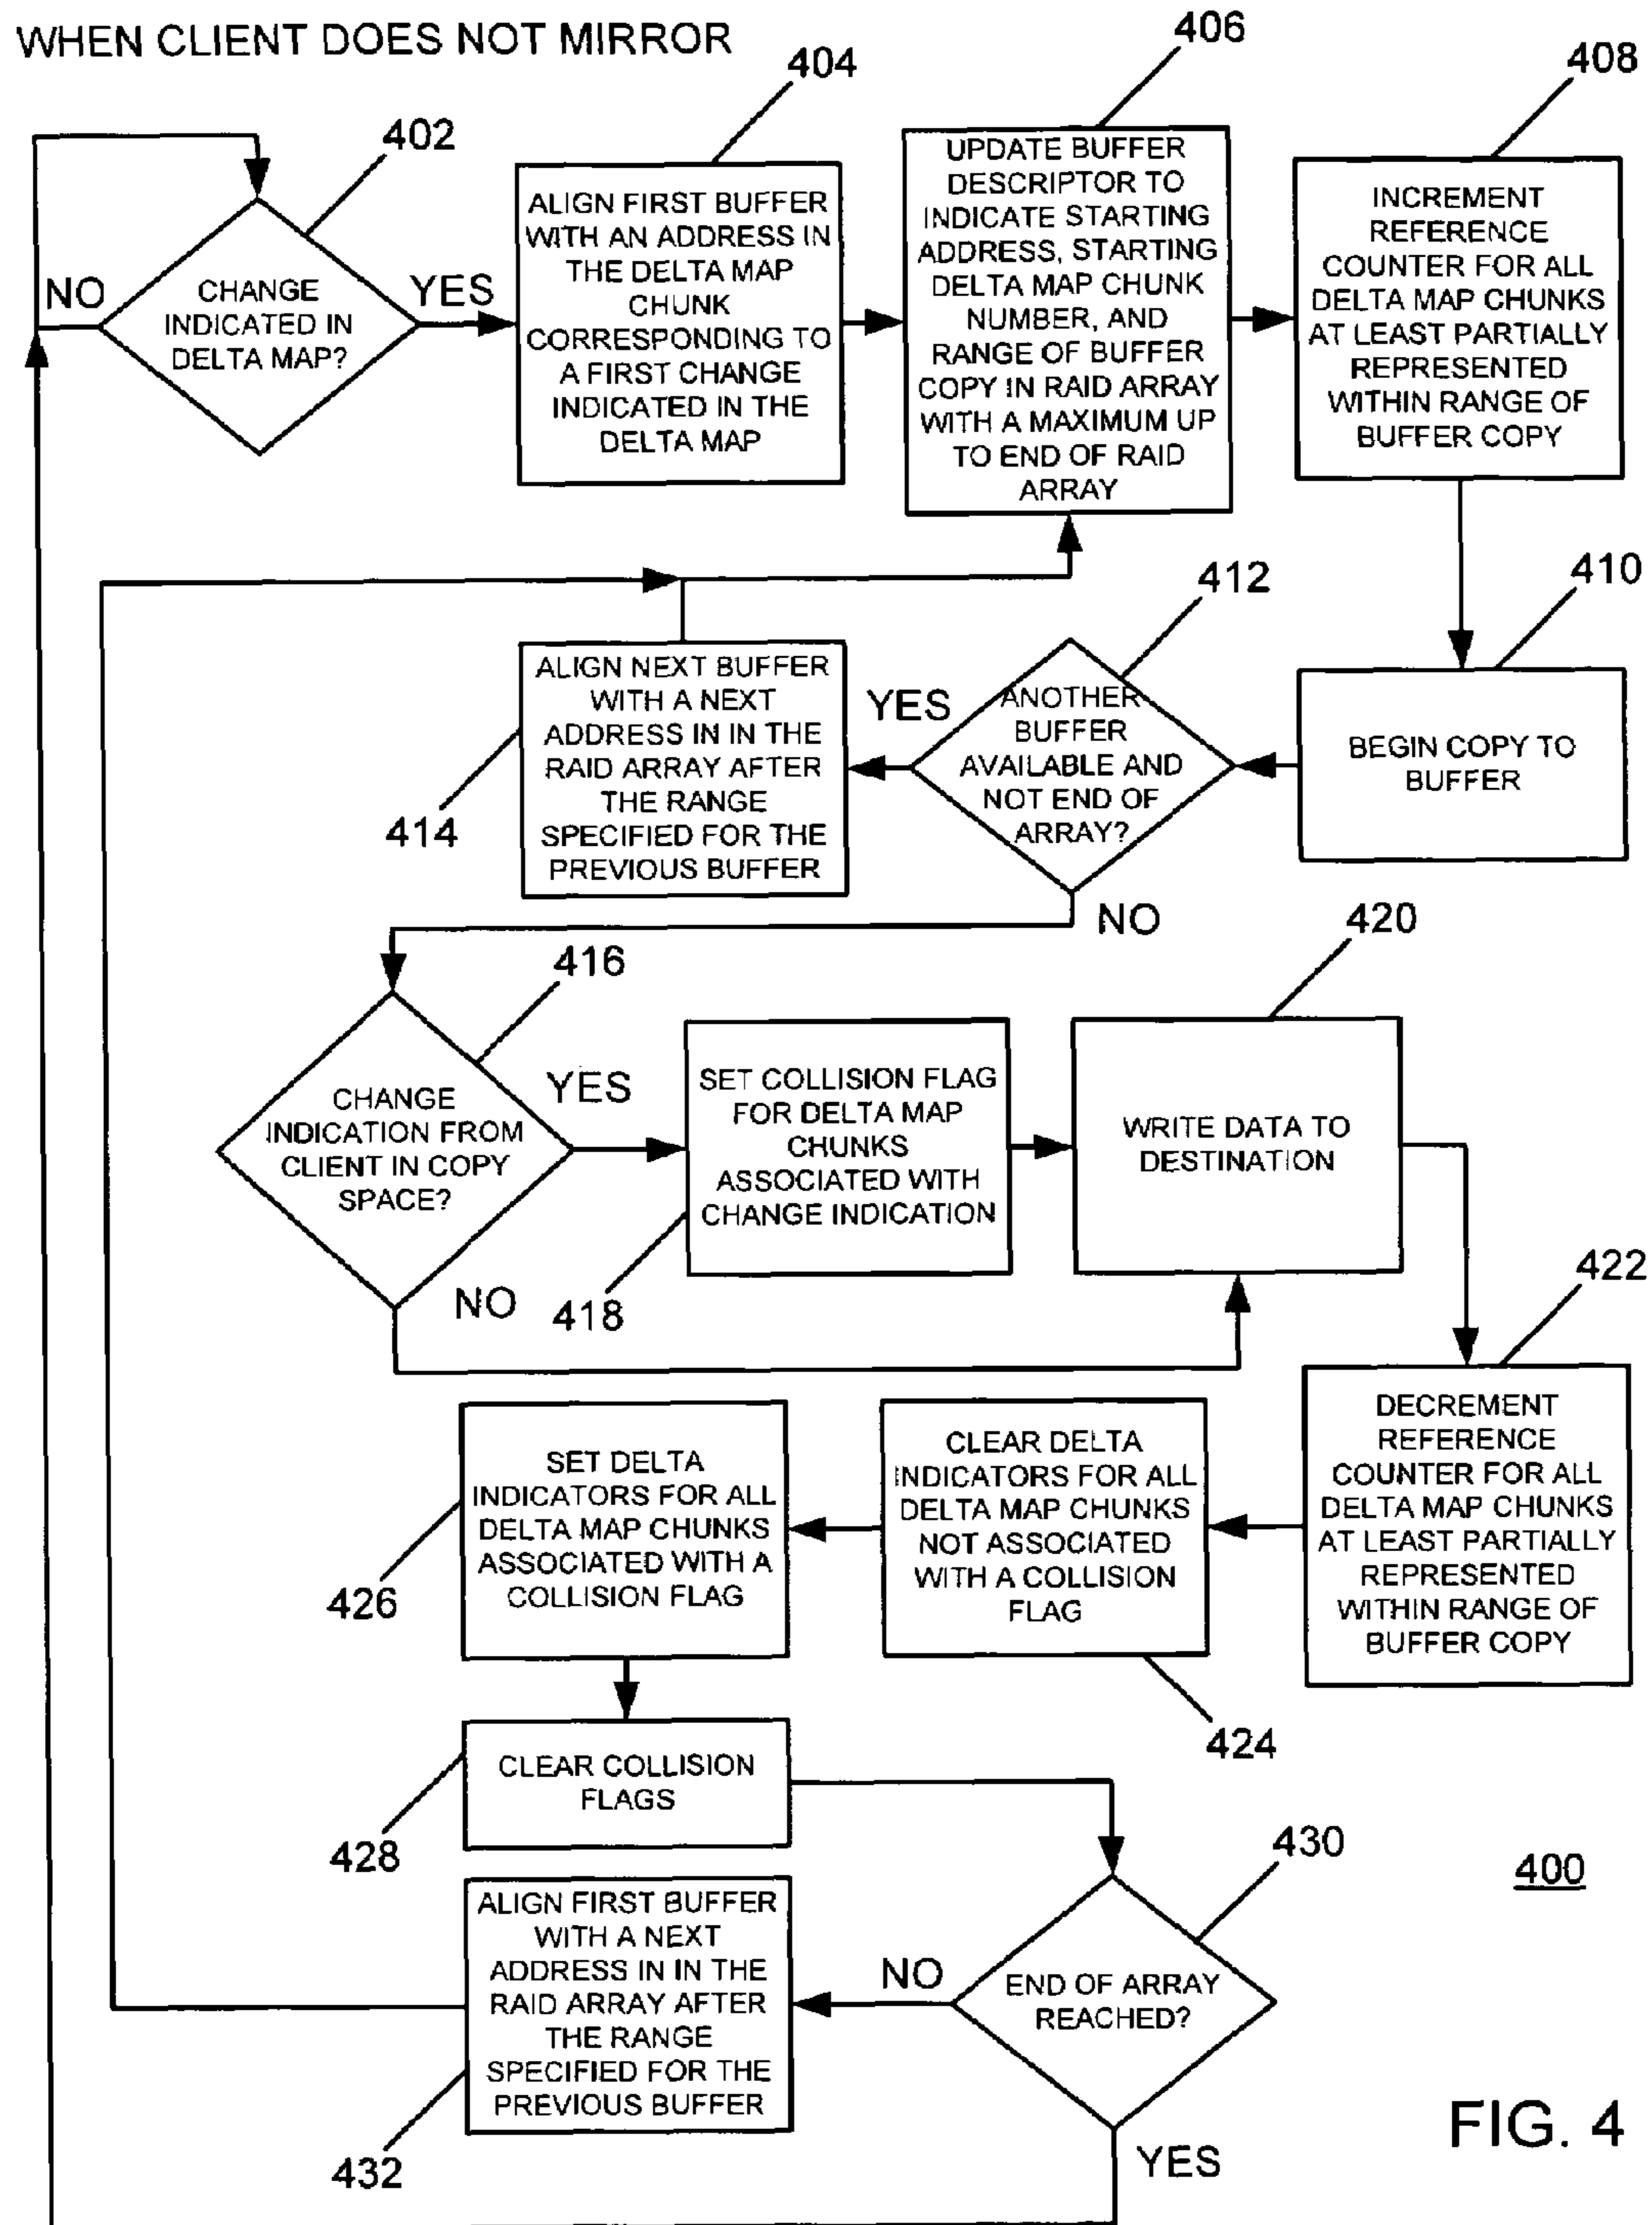 WHEN CLIENT DOES NOT MIRROR
402
CHANGE
INDICATED IN
DELTA MAP?
NO
YES
404
ALIGN FIRST BUFFER
WITH AN ADDRESS IN
THE DELTA MAP
CHUNK
CORRESPONDING TO
A FIRST CHANGE
INDICATED IN THE
DELTA MAP
406
UPDATE BUFFER
DESCRIPTOR TO
INDICATE STARTING
ADDRESS, STARTING
DELTA MAP CHUNK
NUMBER, AND
RANGE OF BUFFER
COPY IN RAID ARRAY
WITH A MAXIMUM UP
TO END OF RAID
ARRAY
408
INCREMENT
REFERENCE
COUNTER FOR ALL
DELTA MAP CHUNKS
AT LEAST PARTIALLY
REPRESENTED
WITHIN RANGE OF
BUFFER COPY
410
BEGIN COPY TO
BUFFER
412
ANOTHER
BUFFER
AVAILABLE AND
NOT END OF
ARRAY?
YES
NO
414
ALIGN NEXT BUFFER
WITH A NEXT
ADDRESS IN IN THE
RAID ARRAY AFTER
THE RANGE
SPECIFIED FOR THE
PREVIOUS BUFFER
416
CHANGE
INDICATION FROM
CLIENT IN COPY
SPACE?
YES
NO
418
SET COLLISION FLAG
FOR DELTA MAP
CHUNKS
ASSOCIATED WITH
CHANGE INDICATION
420
WRITE DATA TO
DESTINATION
422
DECREMENT
REFERENCE
COUNTER FOR ALL
DELTA MAP CHUNKS
AT LEAST PARTIALLY
REPRESENTED
WITHIN RANGE OF
BUFFER COPY
424
CLEAR DELTA
INDICATORS FOR ALL
DELTA MAP CHUNKS
NOT ASSOCIATED
WITH A COLLISION
FLAG
426
SET DELTA
INDICATORS FOR ALL
DELTA MAP CHUNKS
ASSOCIATED WITH A
COLLISION FLAG
428
CLEAR COLLISION
FLAGS
430
END OF ARRAY
REACHED?
NO
YES
432
ALIGN FIRST BUFFER
WITH A NEXT
ADDRESS IN IN THE
RAID ARRAY AFTER
THE RANGE
SPECIFIED FOR THE
PREVIOUS BUFFER
400
FIG. 4